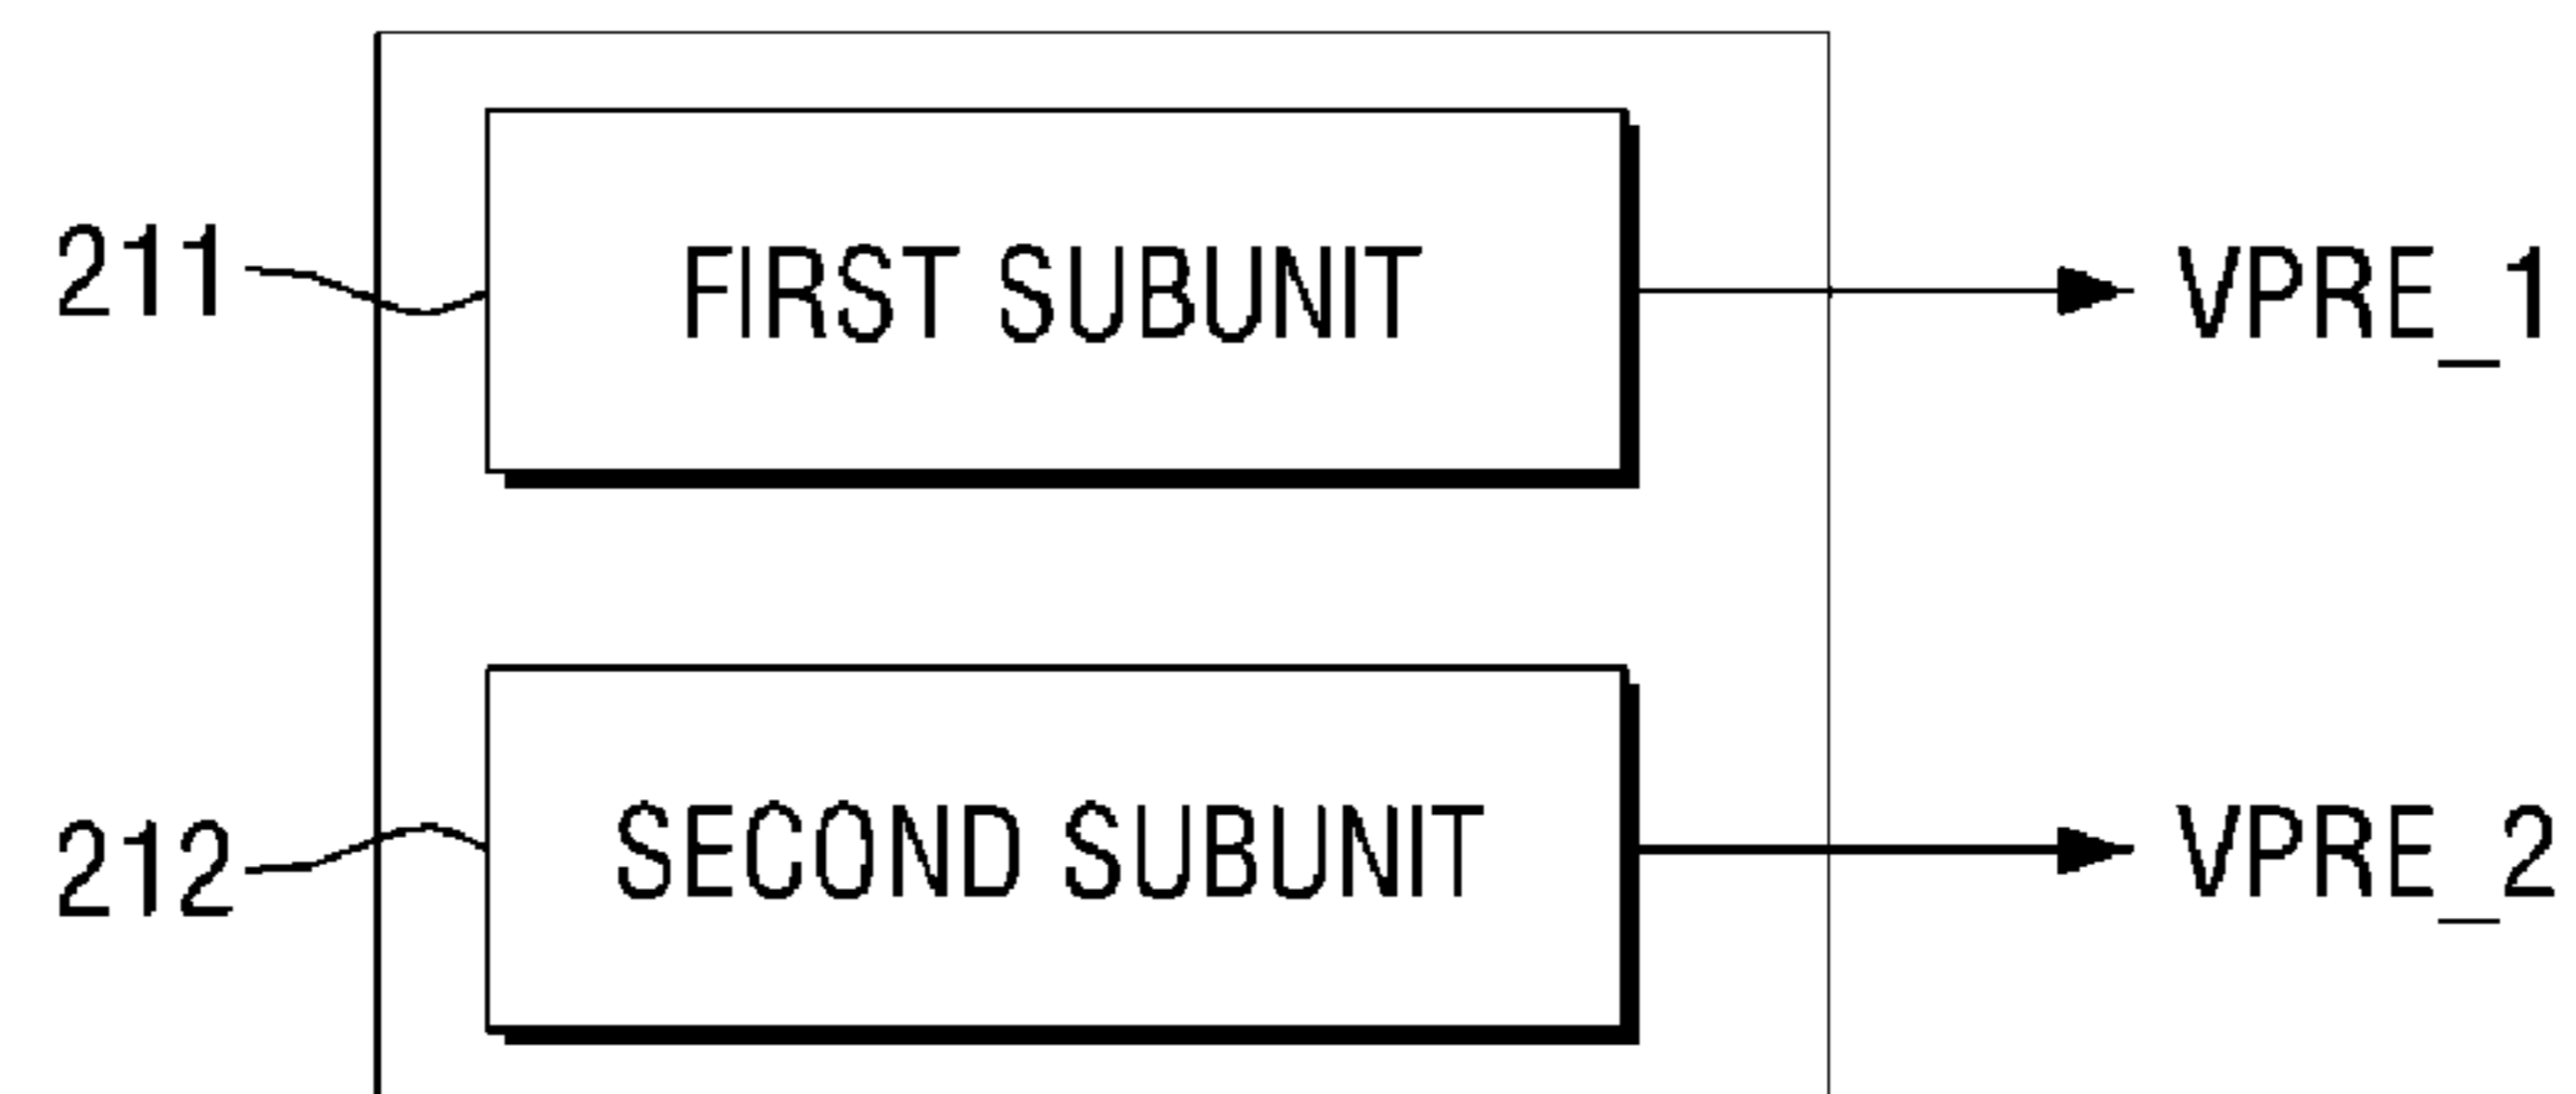 211
FIRST SUBUNIT
VPRE_1
212
SECOND SUBUNIT
VPRE_2